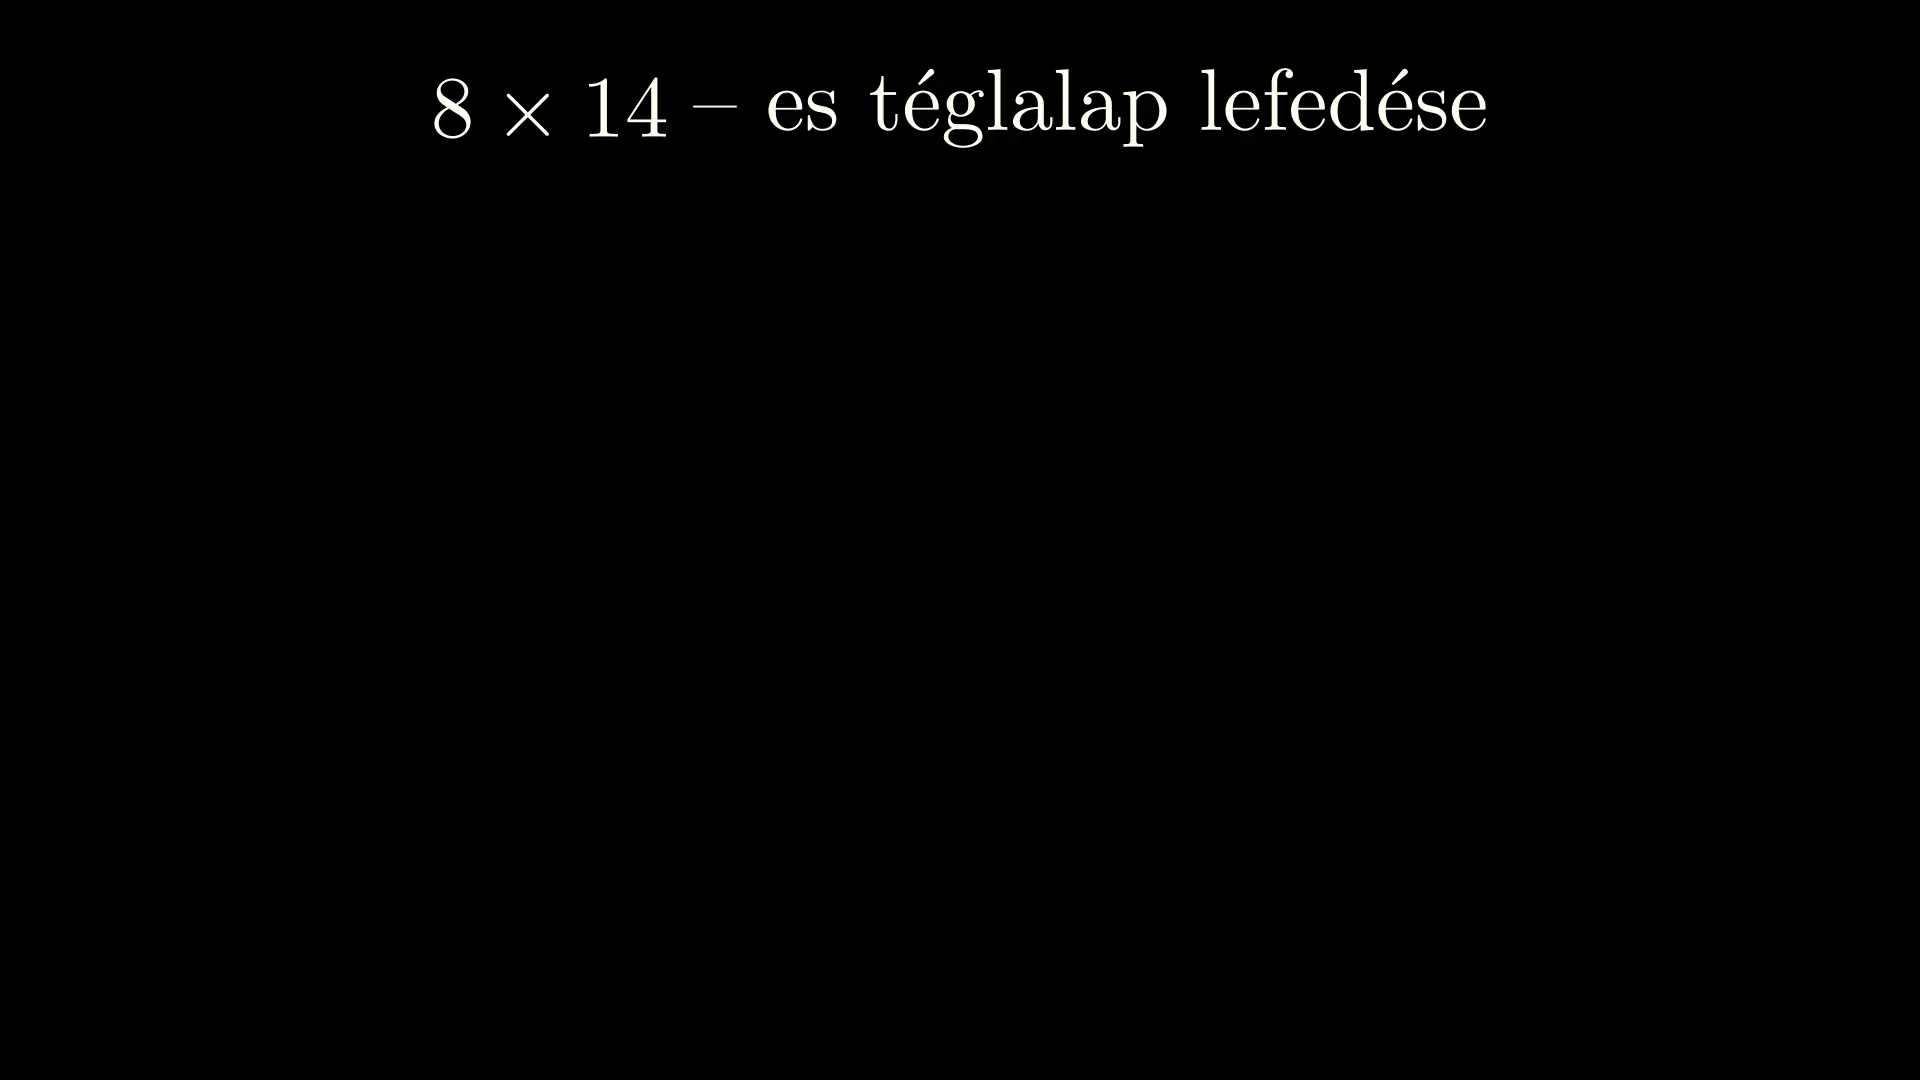 8 × 14 – es téglalap lefedése